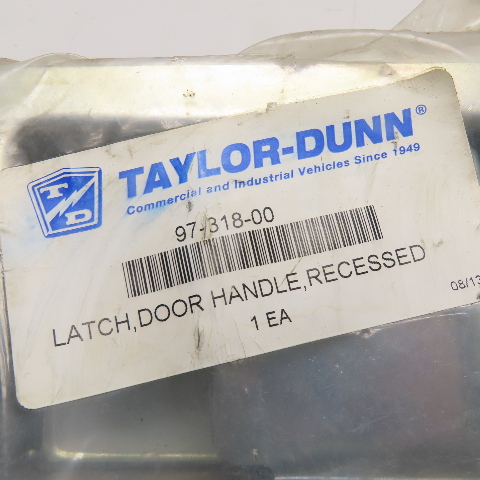 TAYLOR-DUNN®
Commercial and Industrial Vehicles Since 1949
TD
97-318-00
LATCH,DOOR HANDLE,RECESSED
1 EA
08/13